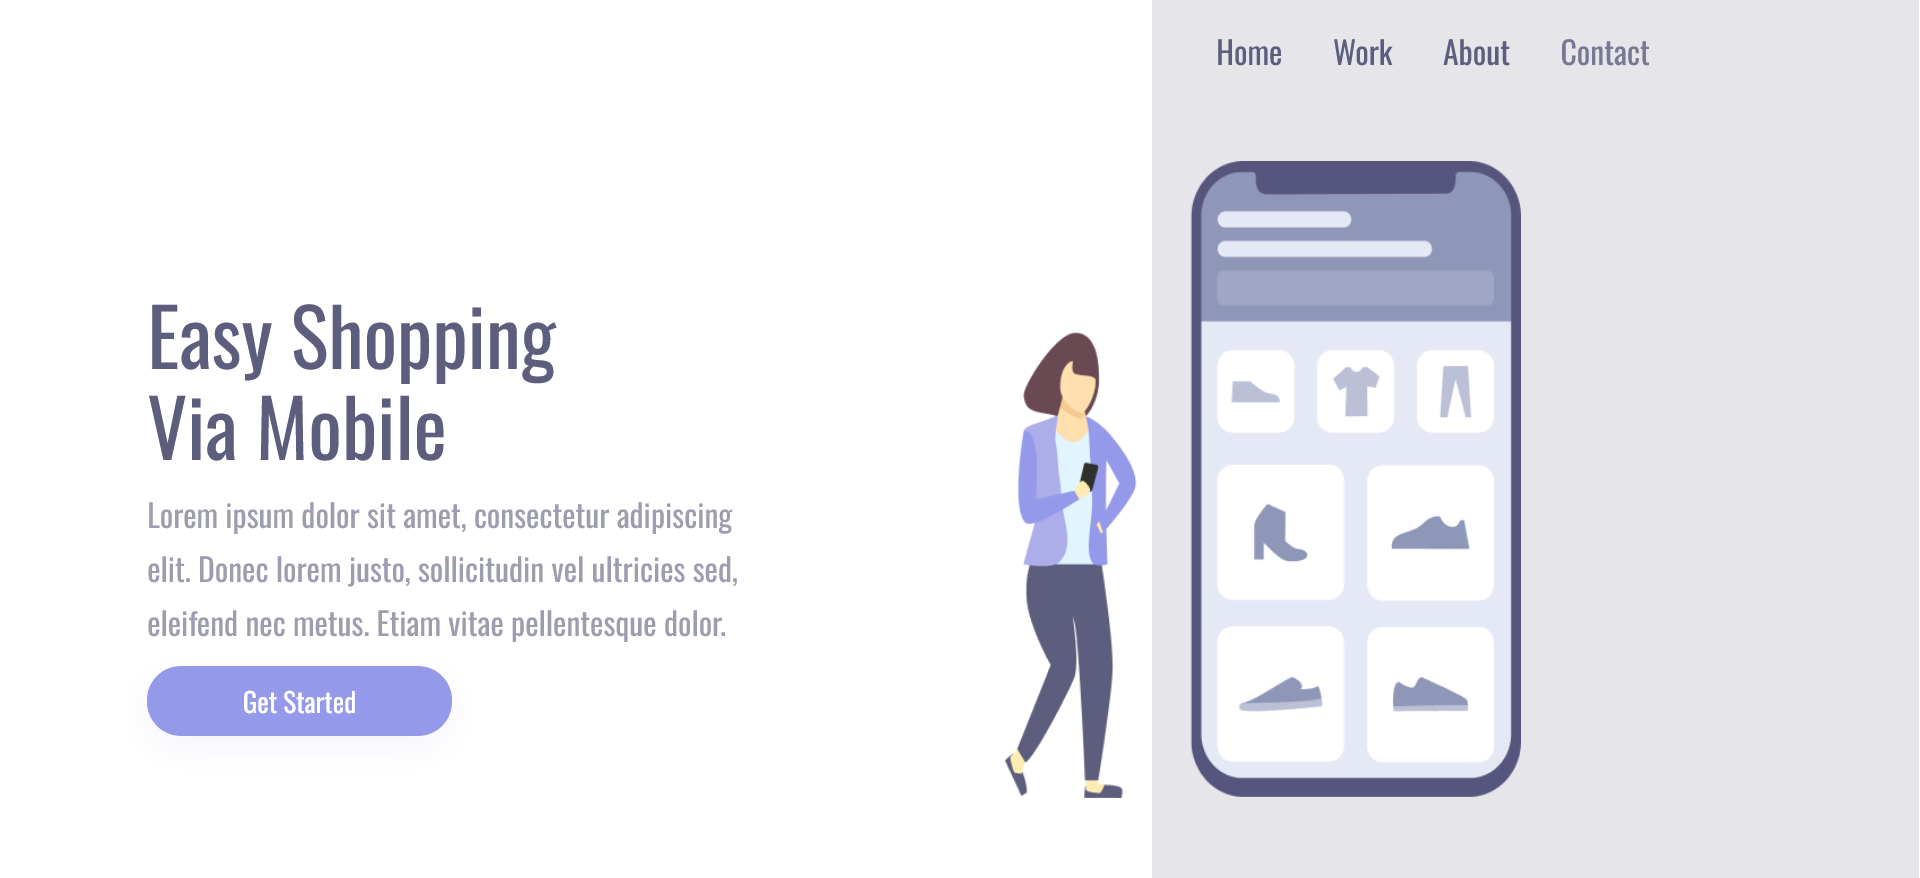 Home Work About Contact
Easy Shopping
Via Mobile
Lorem ipsum dolor sit amet, consectetur adipiscing
elit. Donec lorem justo, sollicitudin vel ultricies sed,
eleifend nec metus. Etiam vitae pellentesque dolor.
Get Started